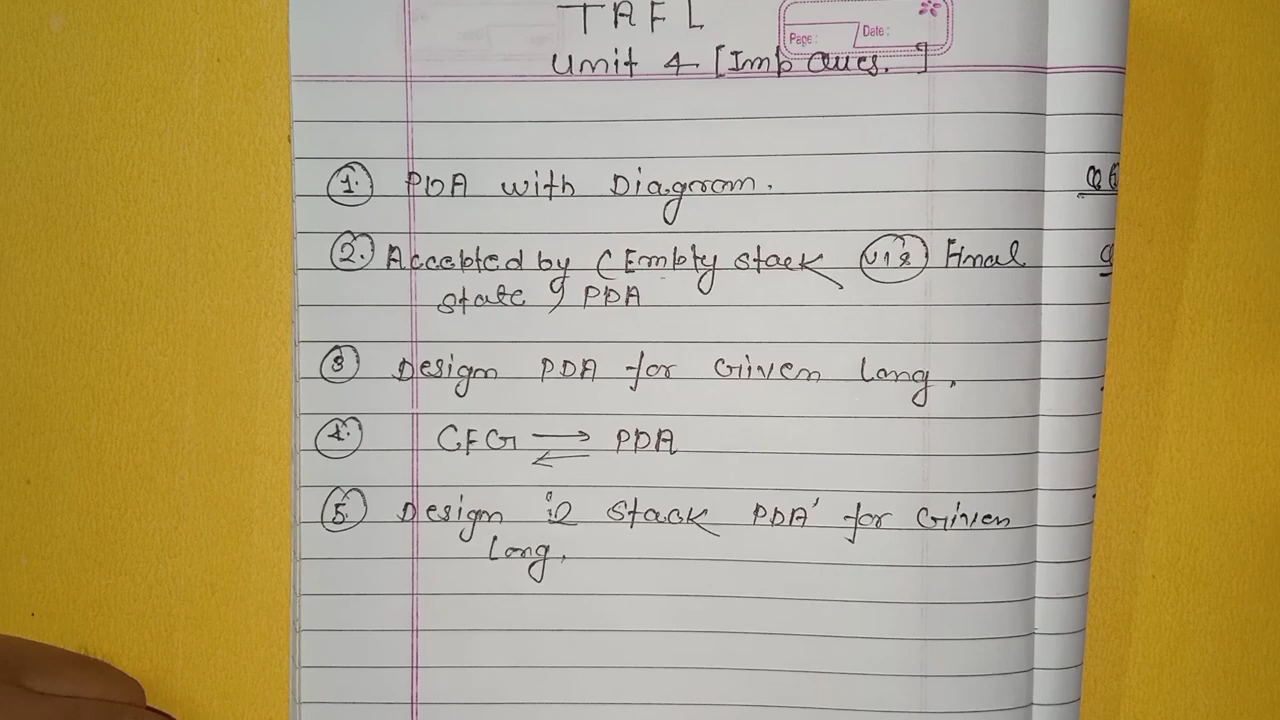 TAFL
Page : Date :
Unit 4 [Imp Ques. ]
1. PDA with Diagram.
2. Accepted by (Empty stack Final
state of PDA
3 Design PDA for Given Lang.
4. CFG ⇄ PDA
5. Design 2 Stack PDA' for Given
Lang.